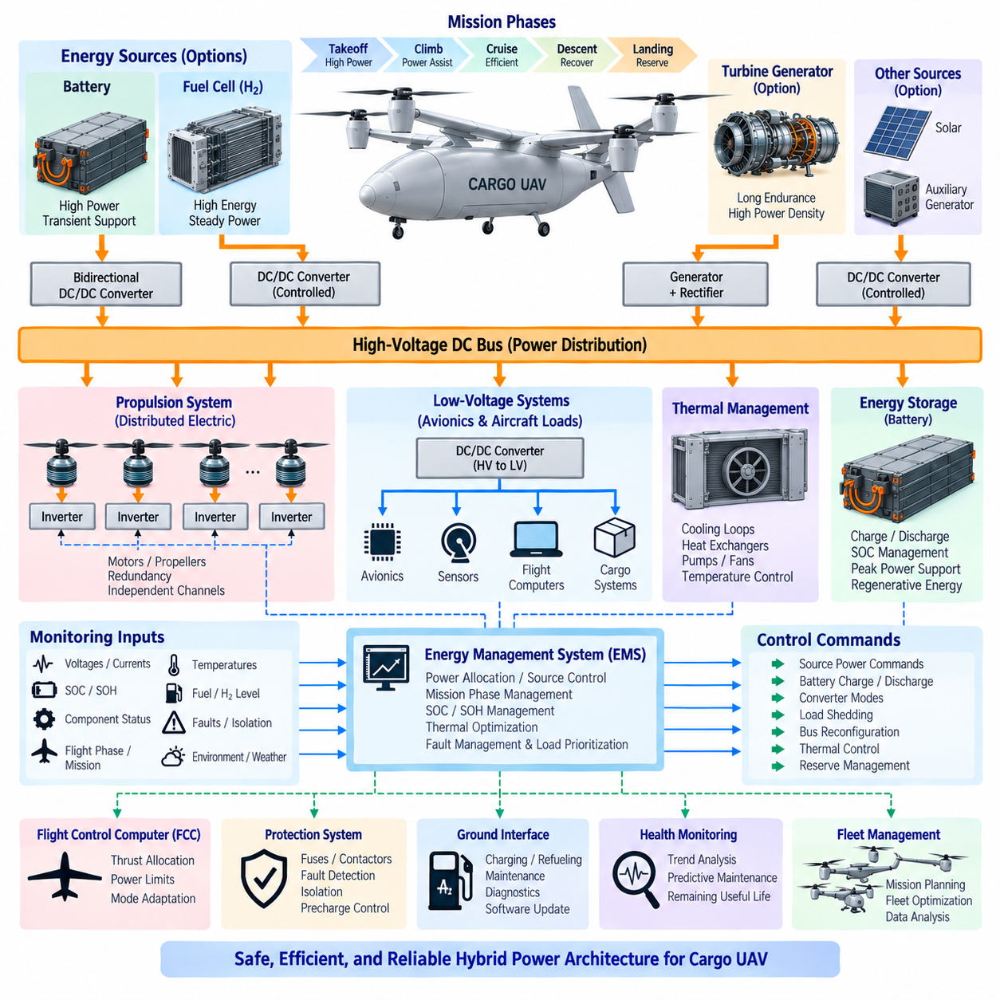 Mission Phases
Takeoff
High Power
Climb
Power Assist
Cruise
Efficient
Descent
Recover
Landing
Reserve
Energy Sources (Options)
Battery
High Power
Transient Support
Fuel Cell (H₂)
High Energy
Steady Power
CARGO UAV
Turbine Generator
(Option)
Long Endurance
High Power Density
Other Sources
(Option)
Solar
Auxiliary
Generator
Bidirectional
DC/DC Converter
DC/DC Converter
(Controlled)
Generator
+ Rectifier
DC/DC Converter
(Controlled)
High-Voltage DC Bus (Power Distribution)
Propulsion System
(Distributed Electric)
...
Inverter
Inverter
Inverter
Inverter
Motors / Propellers
Redundancy
Independent Channels
Low-Voltage Systems
(Avionics & Aircraft Loads)
DC/DC Converter
(HV to LV)
Avionics
Sensors
Flight
Computers
Cargo
Systems
Thermal Management
Cooling Loops
Heat Exchangers
Pumps / Fans
Temperature Control
Energy Storage
(Battery)
Charge / Discharge
SOC Management
Peak Power Support
Regenerative Energy
Monitoring Inputs
Voltages / Currents
SOC / SOH
Component Status
Flight Phase /
Mission
Temperatures
Fuel / H₂ Level
Faults / Isolation
Environment / Weather
Energy Management System (EMS)
Power Allocation / Source Control
Mission Phase Management
SOC / SOH Management
Thermal Optimization
Fault Management & Load Prioritization
Control Commands
Source Power Commands
Battery Charge / Discharge
Converter Modes
Load Shedding
Bus Reconfiguration
Thermal Control
Reserve Management
Flight Control Computer (FCC)
Thrust Allocation
Power Limits
Mode Adaptation
Protection System
Fuses / Contactors
Fault Detection
Isolation
Precharge Control
Ground Interface
A₂
Charging / Refueling
Maintenance
Diagnostics
Software Update
Health Monitoring
Trend Analysis
Predictive Maintenance
Remaining Useful Life
Fleet Management
Mission Planning
Fleet Optimization
Data Analysis
Safe, Efficient, and Reliable Hybrid Power Architecture for Cargo UAV